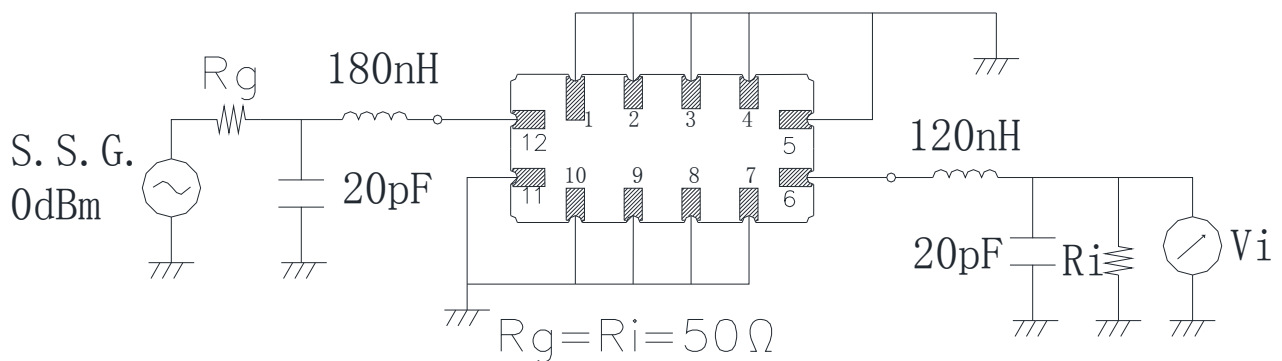 Rg
180nH
S. S. G.
0dBm
20pF
1
2
3
4
5
12
11
10
9
8
7
6
120nH
20pF
Ri
Vi
Rg=Ri=50Ω